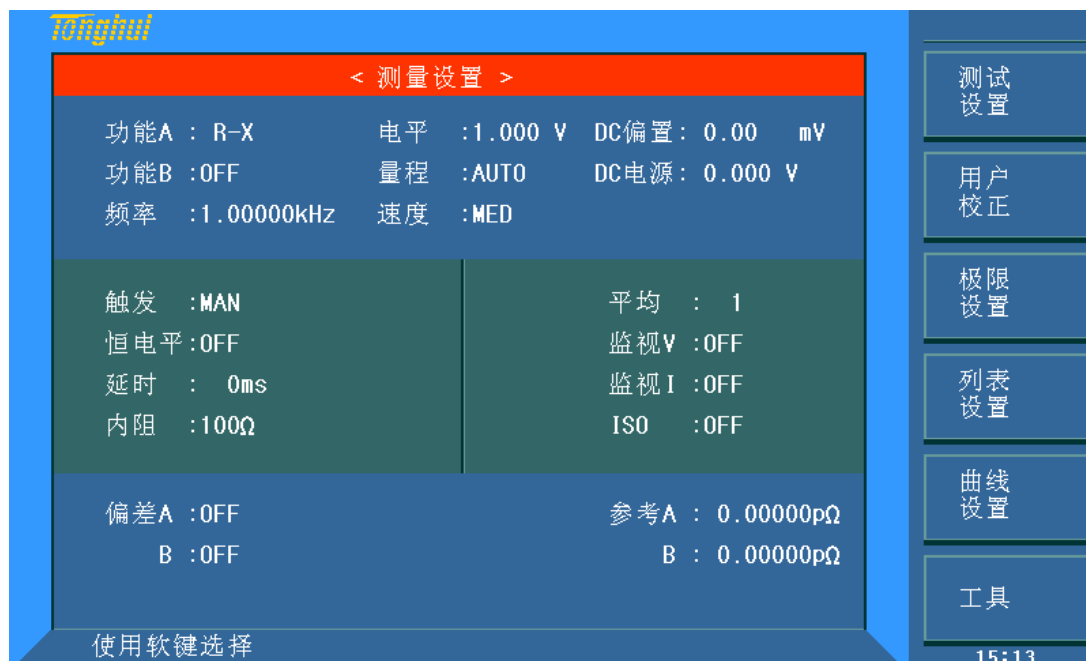 Tonghui
< 测量设置 >
功能A : R-X 电平 :1.000 V DC偏置: 0.00 mV
功能B :OFF 量程 :AUTO DC电源: 0.000 V
频率 :1.00000kHz 速度 :MED
触发 :MAN 平均 : 1
恒电平:OFF 监视V :OFF
延时 : 0ms 监视I :OFF
内阻 :100Ω ISO :OFF
偏差A :OFF 参考A : 0.00000pΩ
B :OFF B : 0.00000pΩ
使用软键选择
测试
设置
用户
校正
极限
设置
列表
设置
曲线
设置
工具
15:13